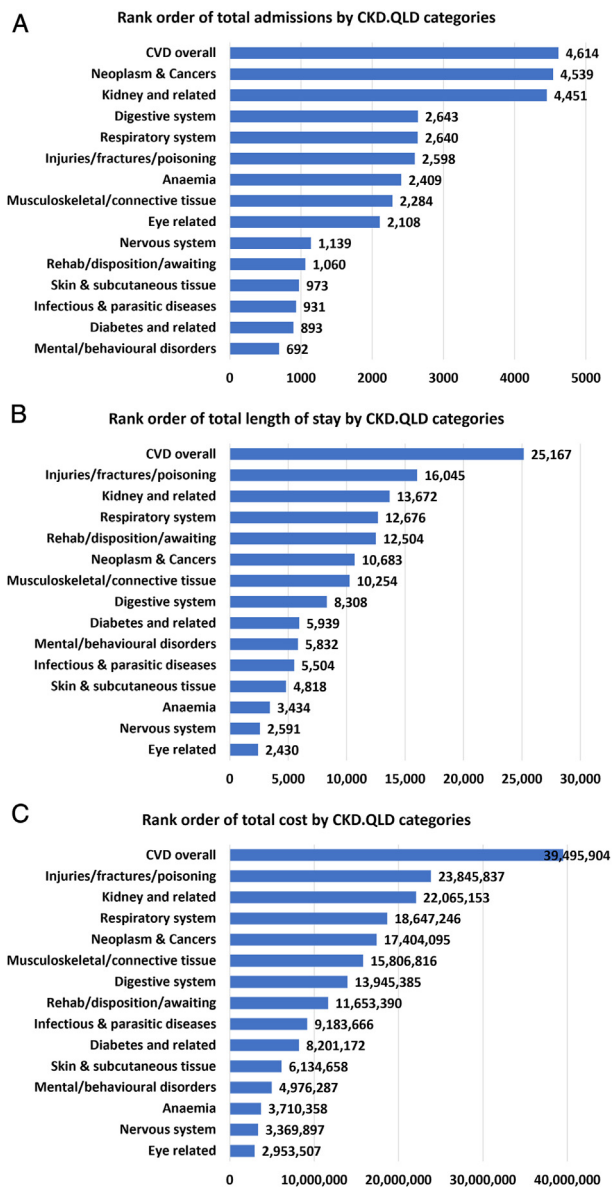 A
Rank order of total admissions by CKD.QLD categories
CVD overall 4,614
Neoplasm & Cancers 4,539
Kidney and related 4,451
Digestive system 2,643
Respiratory system 2,640
Injuries/fractures/poisoning 2,598
Anaemia 2,409
Musculoskeletal/connective tissue 2,284
Eye related 2,108
Nervous system 1,139
Rehab/disposition/awaiting 1,060
Skin & subcutaneous tissue 973
Infectious & parasitic diseases 931
Diabetes and related 893
Mental/behavioural disorders 692
0 1000 2000 3000 4000 5000
B
Rank order of total length of stay by CKD.QLD categories
CVD overall 25,167
Injuries/fractures/poisoning 16,045
Kidney and related 13,672
Respiratory system 12,676
Rehab/disposition/awaiting 12,504
Neoplasm & Cancers 10,683
Musculoskeletal/connective tissue 10,254
Digestive system 8,308
Diabetes and related 5,939
Mental/behavioural disorders 5,832
Infectious & parasitic diseases 5,504
Skin & subcutaneous tissue 4,818
Anaemia 3,434
Nervous system 2,591
Eye related 2,430
0 5,000 10,000 15,000 20,000 25,000 30,000
C
Rank order of total cost by CKD.QLD categories
CVD overall 39,495,904
Injuries/fractures/poisoning 23,845,837
Kidney and related 22,065,153
Respiratory system 18,647,246
Neoplasm & Cancers 17,404,095
Musculoskeletal/connective tissue 15,806,816
Digestive system 13,945,385
Rehab/disposition/awaiting 11,653,390
Infectious & parasitic diseases 9,183,666
Diabetes and related 8,201,172
Skin & subcutaneous tissue 6,134,658
Mental/behavioural disorders 4,976,287
Anaemia 3,710,358
Nervous system 3,369,897
Eye related 2,953,507
0 10,000,000 20,000,000 30,000,000 40,000,000